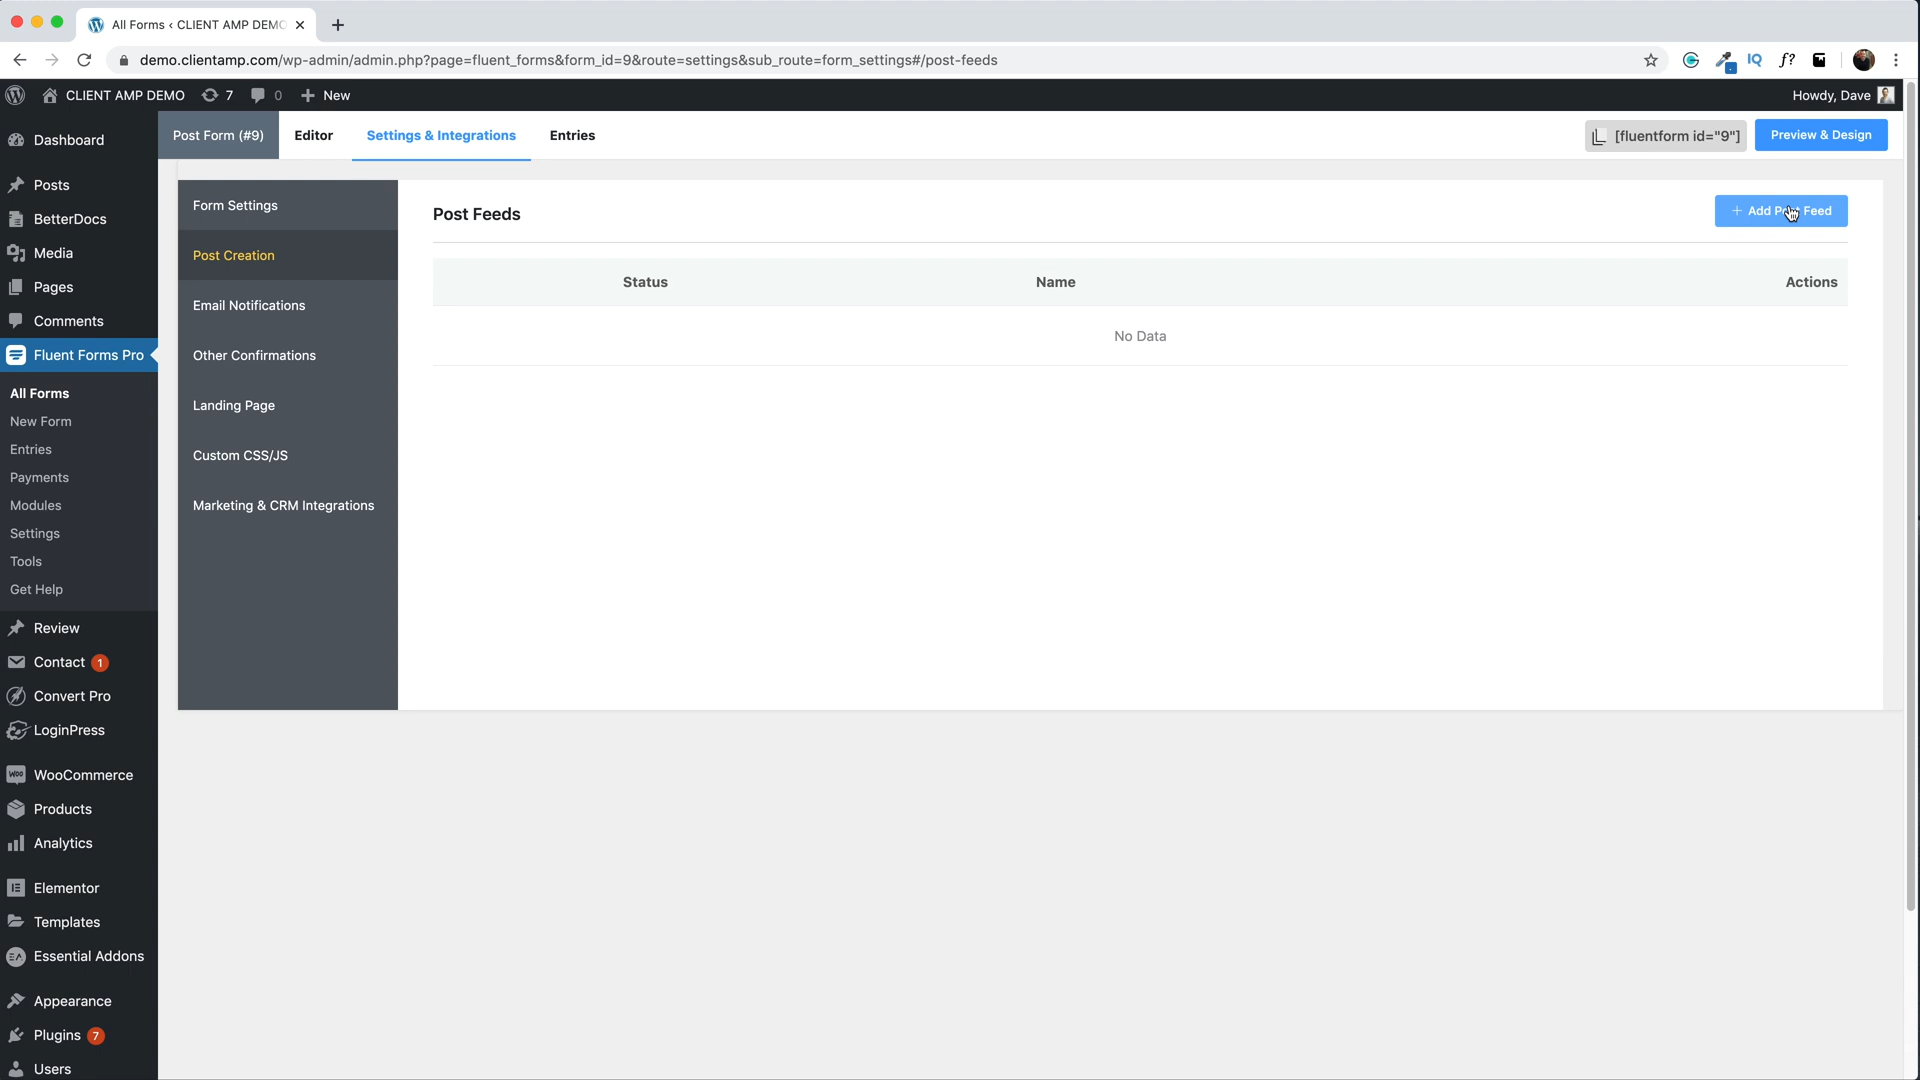 All Forms ‹ CLIENT AMP DEMO
demo.clientamp.com/wp-admin/admin.php?page=fluent_forms&form_id=9&route=settings&sub_route=form_settings#/post-feeds
IQ
f?
CLIENT AMP DEMO
7
0
New
Howdy, Dave
Post Form (#9)
Editor
Settings & Integrations
Entries
[fluentform id="9"]
Preview & Design
Dashboard
Posts
BetterDocs
Media
Pages
Comments
Fluent Forms Pro
All Forms
New Form
Entries
Payments
Modules
Settings
Tools
Get Help
Review
Contact 1
Convert Pro
LoginPress
WooCommerce
Products
Analytics
Elementor
Templates
Essential Addons
Appearance
Plugins 7
Users
Form Settings
Post Creation
Email Notifications
Other Confirmations
Landing Page
Custom CSS/JS
Marketing & CRM Integrations
Post Feeds
+ Add Post Feed
Status
Name
Actions
No Data